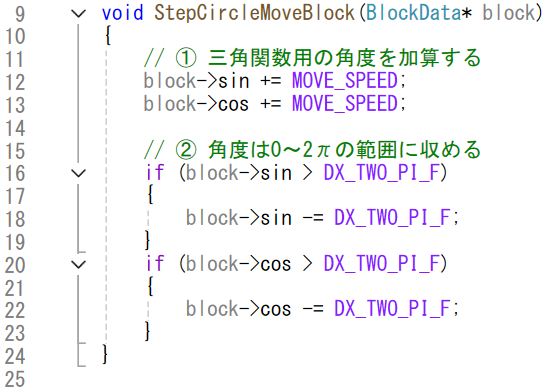 9 void StepCircleMoveBlock(BlockData* block)
10 {
11 // ① 三角関数用の角度を加算する
12 block->sin += MOVE_SPEED;
13 block->cos += MOVE_SPEED;
14
15 // ② 角度は0～2πの範囲に収める
16 if (block->sin > DX_TWO_PI_F)
17 {
18 block->sin -= DX_TWO_PI_F;
19 }
20 if (block->cos > DX_TWO_PI_F)
21 {
22 block->cos -= DX_TWO_PI_F;
23 }
24 }
25